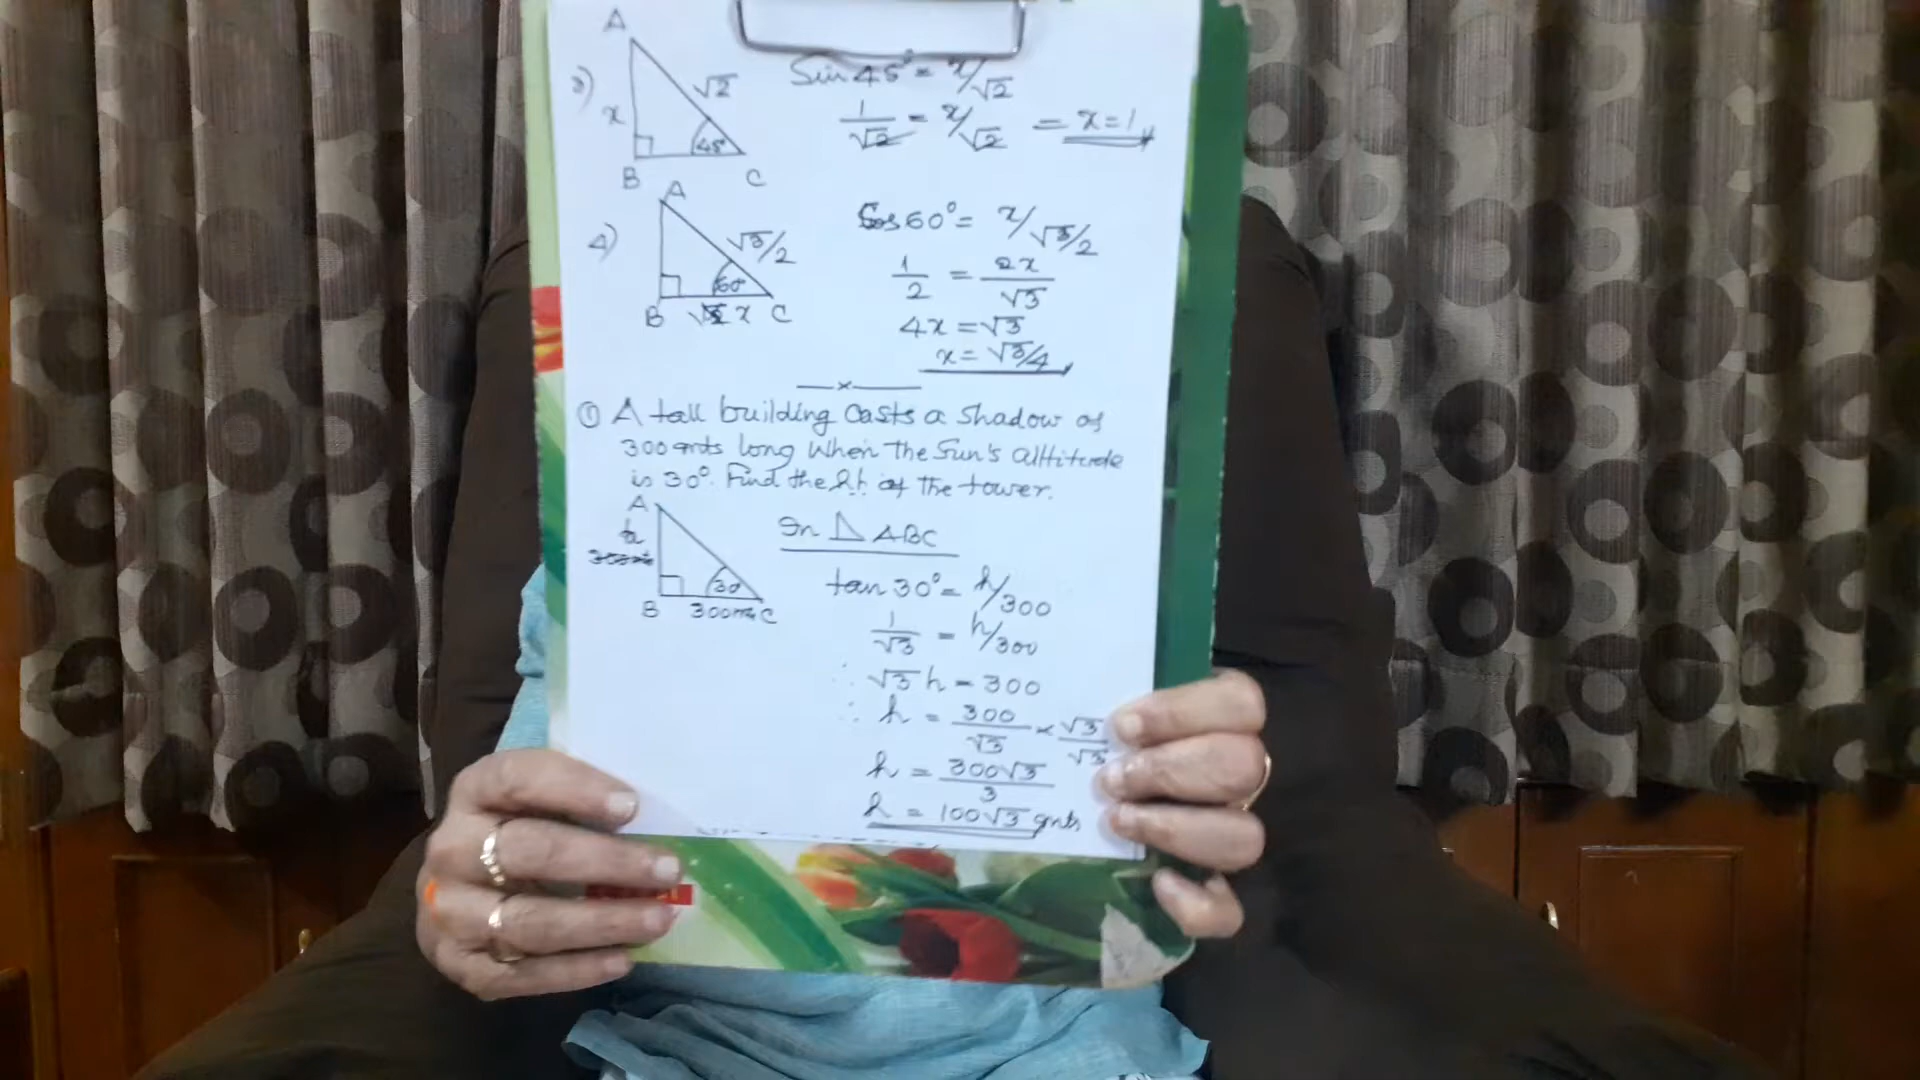 A
3)
√2
x
45°
B
C
Sin 45° = x/√2
1/√2 = x/√2 = x=1
A
4)
√3/2
60°
B
x
C
Cos 60° = x/√3/2
1/2 = 2x/√3
4x = √3
x = √3/4
—x—
① A tall building casts a shadow of
300 mts long when the Sun's altitude
is 30°. Find the ht of the tower.
A
h
30°
B
300mts
C
In △ ABC
tan 30° = h/300
1/√3 = h/300
∴ √3 h = 300
∴ h = 300/√3 × √3/√3
h = 300√3/3
h = 100√3 mts